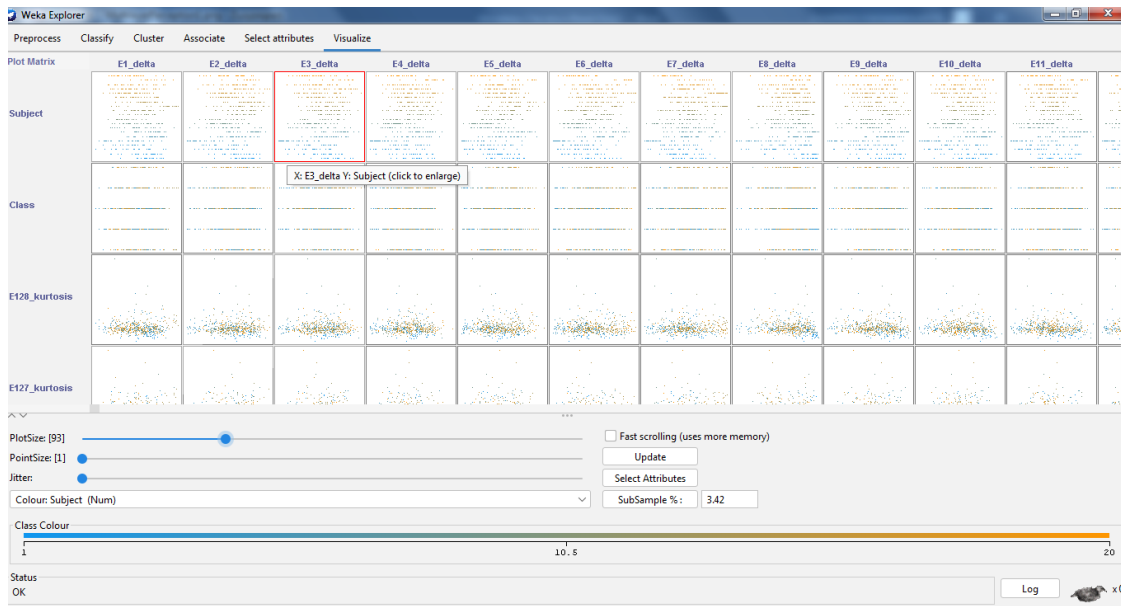 Weka Explorer
Preprocess Classify Cluster Associate Select attributes Visualize
Plot Matrix E1_delta E2_delta E3_delta E4_delta E5_delta E6_delta E7_delta E8_delta E9_delta E10_delta E11_delta
Subject
X: E3_delta Y: Subject (click to enlarge)
Class
E128_kurtosis
E127_kurtosis
PlotSize: [93]
Fast scrolling (uses more memory)
PointSize: [1]
Update
Jitter:
Select Attributes
Colour: Subject (Num)
SubSample % : 3.42
Class Colour
1 10.5 20
Status
OK
Log
x0